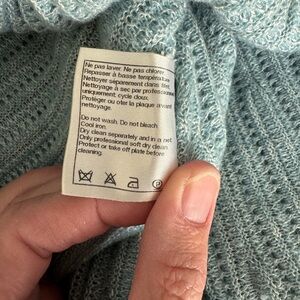 Ne pas laver. Ne pas chlorer.
Repasser à basse température
Nettoyer séparément dans filet
Nettoyage à sec par professionnel
uniquement: cycle doux.
Protéger ou oter la plaque avant
nettoyage.
Do not wash. Do not bleach.
Cool iron.
Dry clean separately and in a net.
Only professional soft dry clean.
Protect or take off plate before
cleaning.